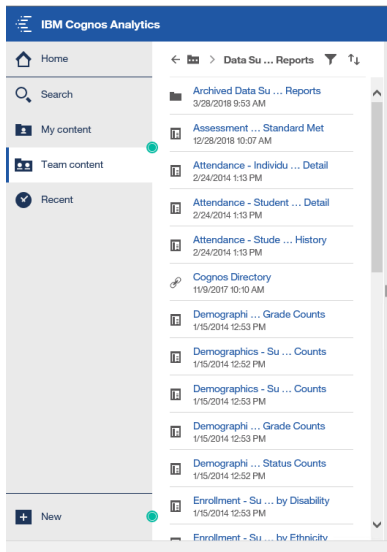 IBM Cognos Analytics
Home
Search
My content
Team content
Recent
New
Data Su ... Reports
Archived Data Su ... Reports
3/28/2018 9:53 AM
Assessment ... Standard Met
12/28/2018 10:07 AM
Attendance - Individu ... Detail
2/24/2014 1:13 PM
Attendance - Student ... Detail
2/24/2014 1:13 PM
Attendance - Stude ... History
2/24/2014 1:13 PM
Cognos Directory
11/9/2017 10:10 AM
Demographi ... Grade Counts
1/15/2014 12:53 PM
Demographics - Su ... Counts
1/15/2014 12:52 PM
Demographics - Su ... Counts
1/15/2014 12:53 PM
Demographi ... Grade Counts
1/15/2014 12:53 PM
Demographi ... Status Counts
1/15/2014 12:52 PM
Enrollment - Su ... by Disability
1/15/2014 12:53 PM
Enrollment - Su ... by Ethnicity